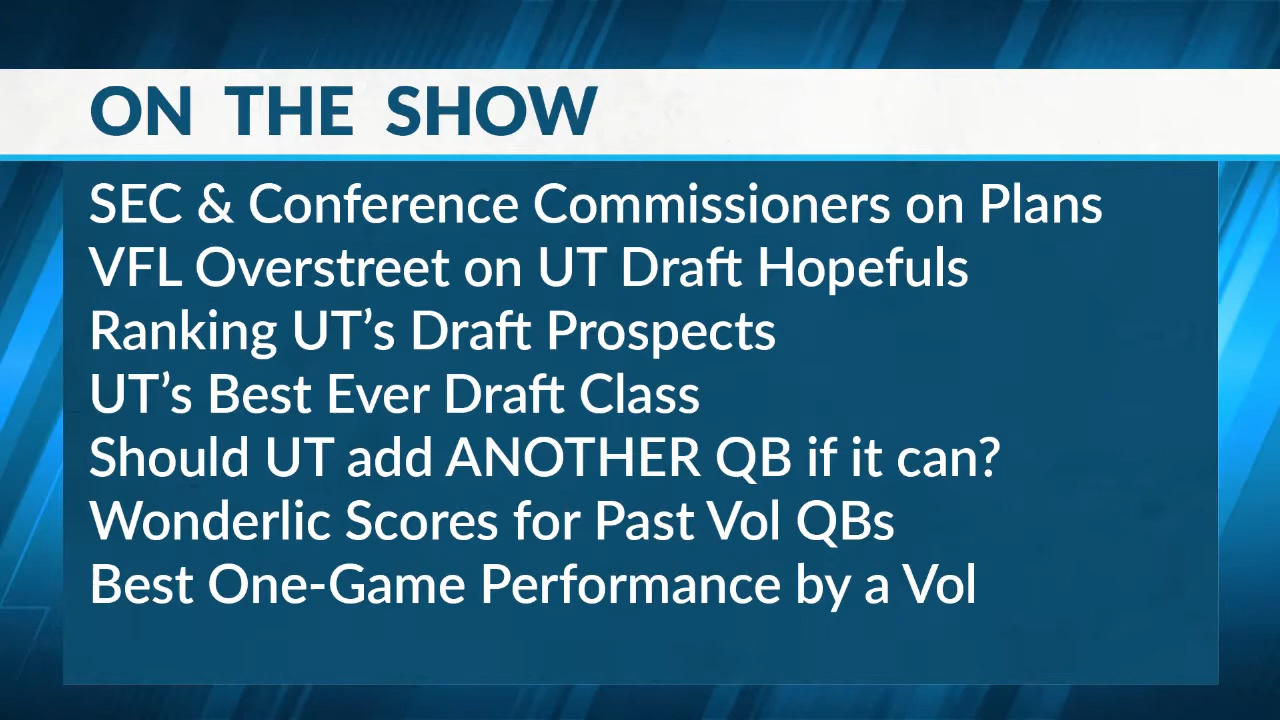 ON THE SHOW
SEC & Conference Commissioners on Plans
VFL Overstreet on UT Draft Hopefuls
Ranking UT’s Draft Prospects
UT’s Best Ever Draft Class
Should UT add ANOTHER QB if it can?
Wonderlic Scores for Past Vol QBs
Best One-Game Performance by a Vol